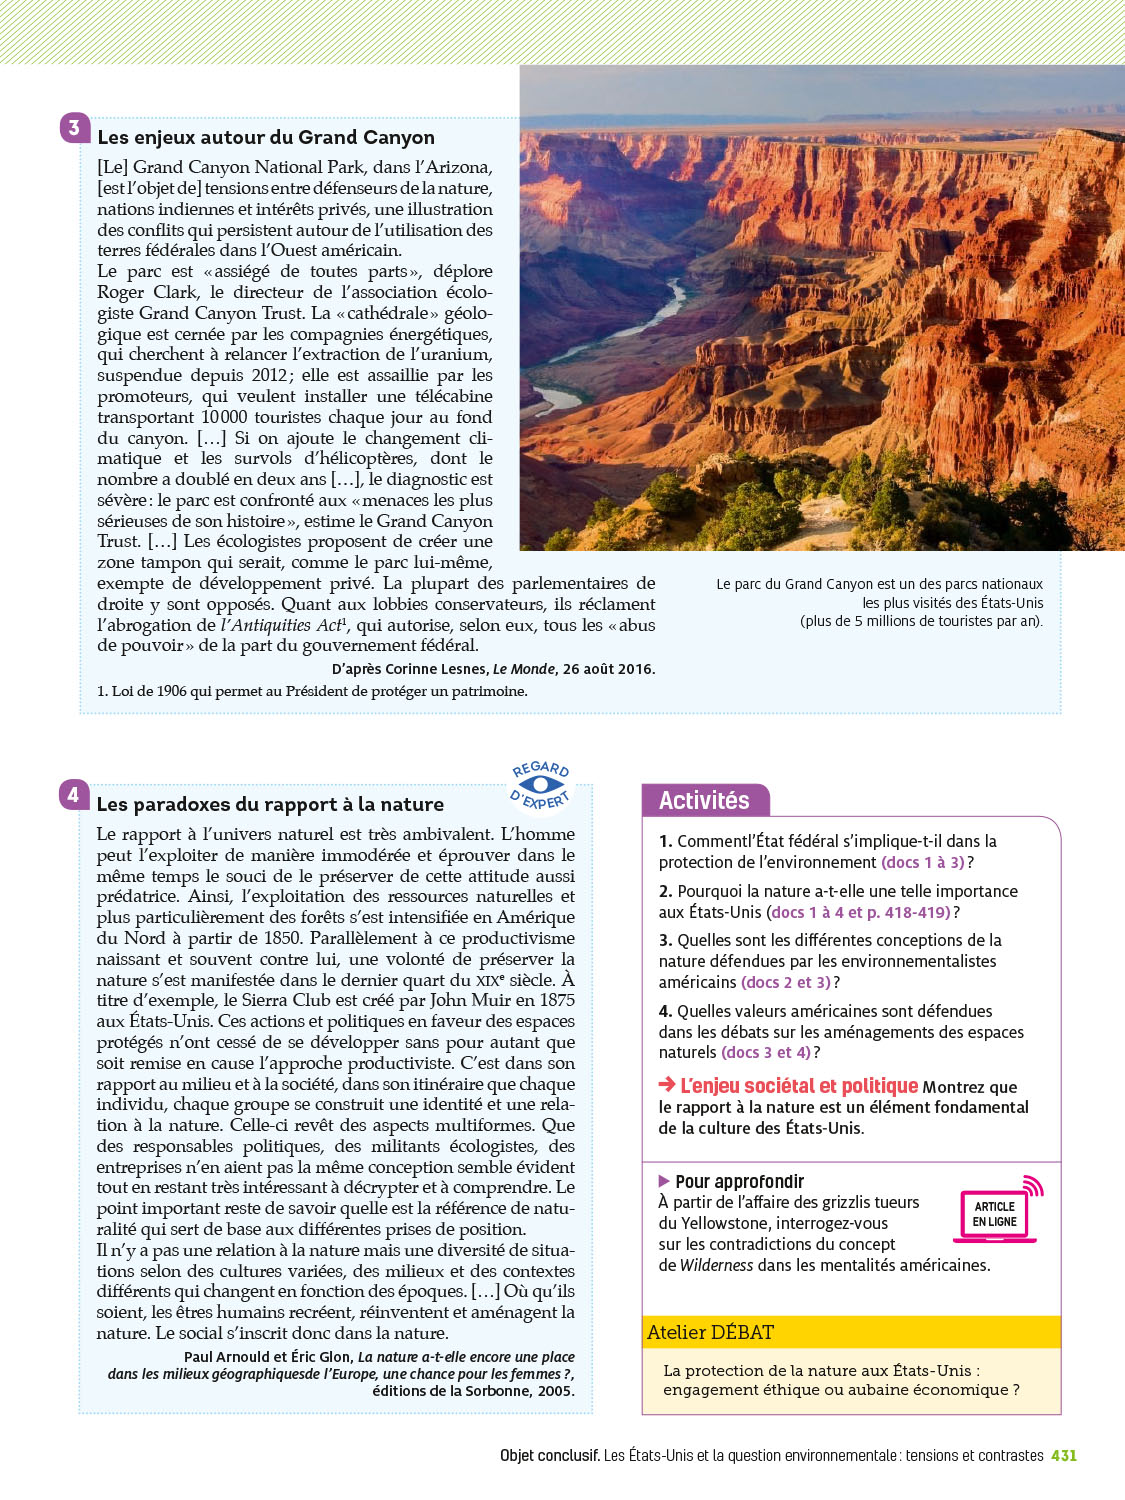 3
Les enjeux autour du Grand Canyon
[Le] Grand Canyon National Park, dans l'Arizona,
[est l'objet de] tensions entre défenseurs de la nature,
nations indiennes et intérêts privés, une illustration
des conflits qui persistent autour de l'utilisation des
terres fédérales dans l'Ouest américain.
Le parc est « assiégé de toutes parts », déplore
Roger Clark, le directeur de l'association écolo-
giste Grand Canyon Trust. La « cathédrale » géolo-
gique est cernée par les compagnies énergétiques,
qui cherchent à relancer l'extraction de l'uranium,
suspendue depuis 2012 ; elle est assaillie par les
promoteurs, qui veulent installer une télécabine
transportant 10 000 touristes chaque jour au fond
du canyon. […] Si on ajoute le changement cli-
matique et les survols d'hélicoptères, dont le
nombre a doublé en deux ans […], le diagnostic est
sévère : le parc est confronté aux « menaces les plus
sérieuses de son histoire », estime le Grand Canyon
Trust. […] Les écologistes proposent de créer une
zone tampon qui serait, comme le parc lui-même,
exempte de développement privé. La plupart des parlementaires de
droite y sont opposés. Quant aux lobbies conservateurs, ils réclament
l'abrogation de l'Antiquities Act¹, qui autorise, selon eux, tous les « abus
de pouvoir » de la part du gouvernement fédéral.
D'après Corinne Lesnes, Le Monde, 26 août 2016.
1. Loi de 1906 qui permet au Président de protéger un patrimoine.
Le parc du Grand Canyon est un des parcs nationaux
les plus visités des États-Unis
(plus de 5 millions de touristes par an).
4
Les paradoxes du rapport à la nature
REGARD
D'EXPERT
Le rapport à l'univers naturel est très ambivalent. L'homme
peut l'exploiter de manière immodérée et éprouver dans le
même temps le souci de le préserver de cette attitude aussi
prédatrice. Ainsi, l'exploitation des ressources naturelles et
plus particulièrement des forêts s'est intensifiée en Amérique
du Nord à partir de 1850. Parallèlement à ce productivisme
naissant et souvent contre lui, une volonté de préserver la
nature s'est manifestée dans le dernier quart du XIXe siècle. À
titre d'exemple, le Sierra Club est créé par John Muir en 1875
aux États-Unis. Ces actions et politiques en faveur des espaces
protégés n'ont cessé de se développer sans pour autant que
soit remise en cause l'approche productiviste. C'est dans son
rapport au milieu et à la société, dans son itinéraire que chaque
individu, chaque groupe se construit une identité et une rela-
tion à la nature. Celle-ci revêt des aspects multiformes. Que
des responsables politiques, des militants écologistes, des
entreprises n'en aient pas la même conception semble évident
tout en restant très intéressant à décrypter et à comprendre. Le
point important reste de savoir quelle est la référence de natu-
ralité qui sert de base aux différentes prises de position.
Il n'y a pas une relation à la nature mais une diversité de situa-
tions selon des cultures variées, des milieux et des contextes
différents qui changent en fonction des époques. […] Où qu'ils
soient, les êtres humains recréent, réinventent et aménagent la
nature. Le social s'inscrit donc dans la nature.
Paul Arnould et Éric Glon, La nature a-t-elle encore une place
dans les milieux géographiquesde l'Europe, une chance pour les femmes ?,
éditions de la Sorbonne, 2005.
Activités
1. Commentl'État fédéral s'implique-t-il dans la
protection de l'environnement (docs 1 à 3) ?
2. Pourquoi la nature a-t-elle une telle importance
aux États-Unis (docs 1 à 4 et p. 418-419) ?
3. Quelles sont les différentes conceptions de la
nature défendues par les environnementalistes
américains (docs 2 et 3) ?
4. Quelles valeurs américaines sont défendues
dans les débats sur les aménagements des espaces
naturels (docs 3 et 4) ?
➔ L'enjeu sociétal et politique Montrez que
le rapport à la nature est un élément fondamental
de la culture des États-Unis.
▶ Pour approfondir
À partir de l'affaire des grizzlis tueurs
du Yellowstone, interrogez-vous
sur les contradictions du concept
de Wilderness dans les mentalités américaines.
ARTICLE
EN LIGNE
Atelier DÉBAT
La protection de la nature aux États-Unis :
engagement éthique ou aubaine économique ?
Objet conclusif. Les États-Unis et la question environnementale : tensions et contrastes 431